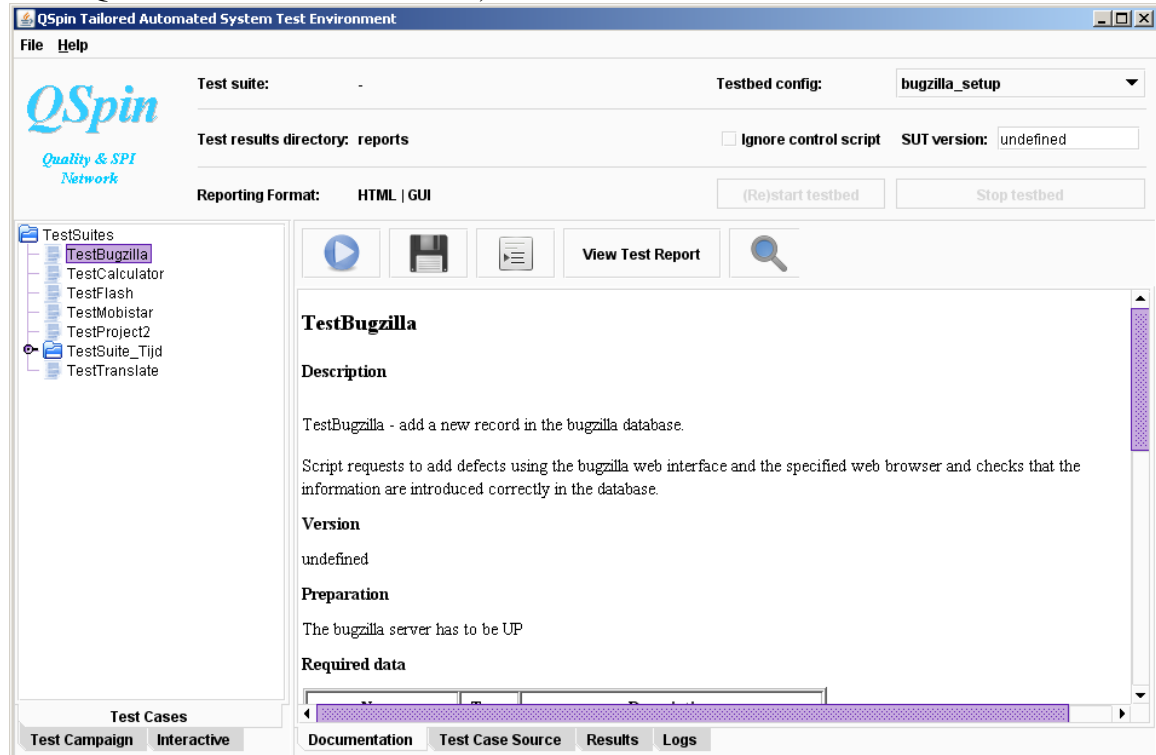 QSpin Tailored Automated System Test Environment
File Help
QSpin
Quality & SPI
Network
Test suite: -
Testbed config: bugzilla_setup
Test results directory: reports
Ignore control script SUT version: undefined
Reporting Format: HTML | GUI
(Re)start testbed Stop testbed
TestSuites
TestBugzilla
TestCalculator
TestFlash
TestMobistar
TestProject2
TestSuite_Tijd
TestTranslate
View Test Report
TestBugzilla
Description
TestBugzilla - add a new record in the bugzilla database.
Script requests to add defects using the bugzilla web interface and the specified web browser and checks that the
information are introduced correctly in the database.
Version
undefined
Preparation
The bugzilla server has to be UP
Required data
Test Cases
Test Campaign Interactive
Documentation Test Case Source Results Logs